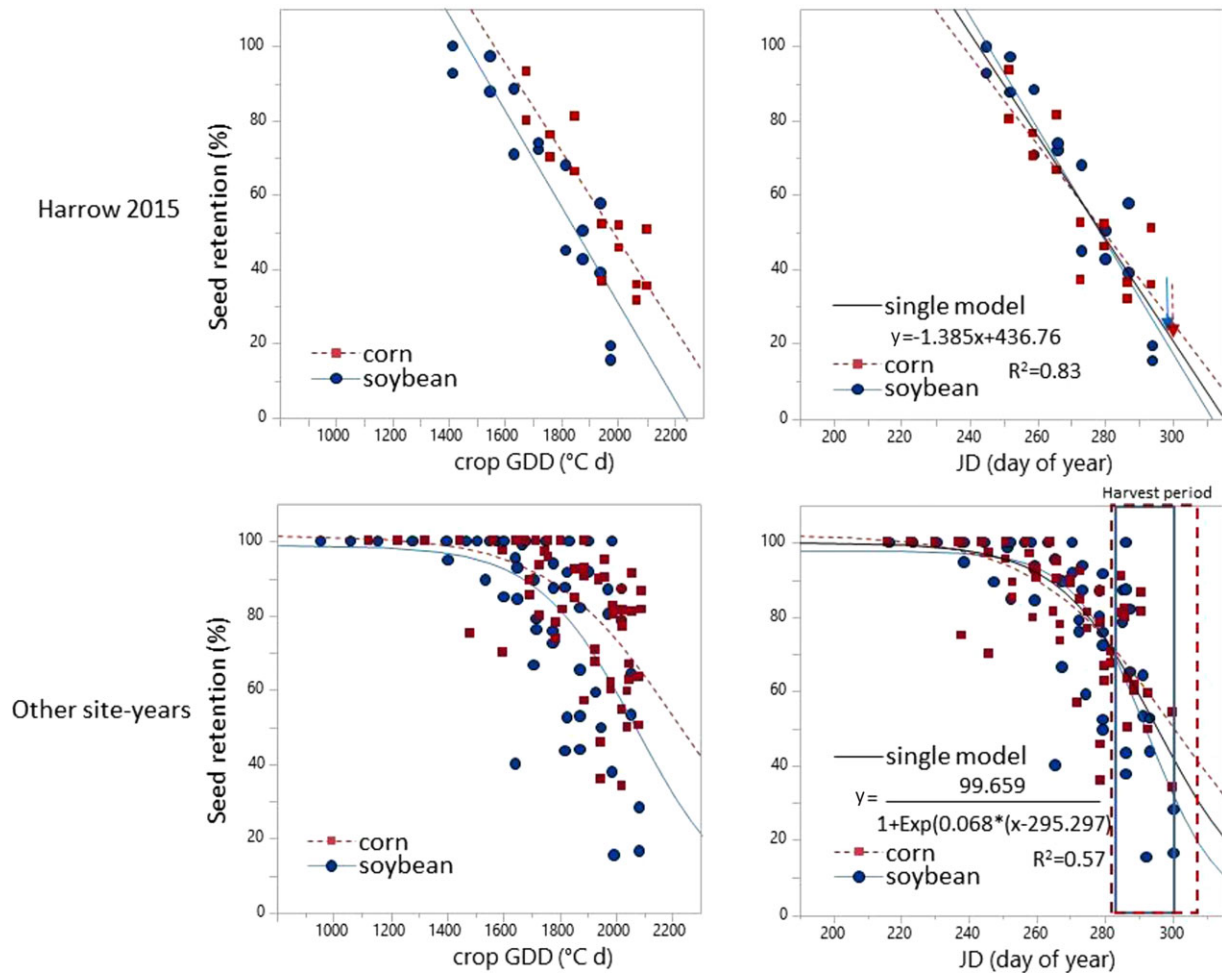 Harrow 2015
Seed retention (%)
100
80
60
40
20
0
corn
soybean
1000
1200
1400
1600
1800
2000
2200
crop GDD (°C d)
100
80
60
40
20
0
single model
y=-1.385x+436.76
corn
R²=0.83
soybean
200
220
240
260
280
300
JD (day of year)
Other site-years
Seed retention (%)
100
80
60
40
20
0
corn
soybean
1000
1200
1400
1600
1800
2000
2200
crop GDD (°C d)
Harvest period
100
80
60
40
20
0
single model
99.659
y=
1+Exp(0.068*(x-295.297)
corn
R²=0.57
soybean
200
220
240
260
280
300
JD (day of year)